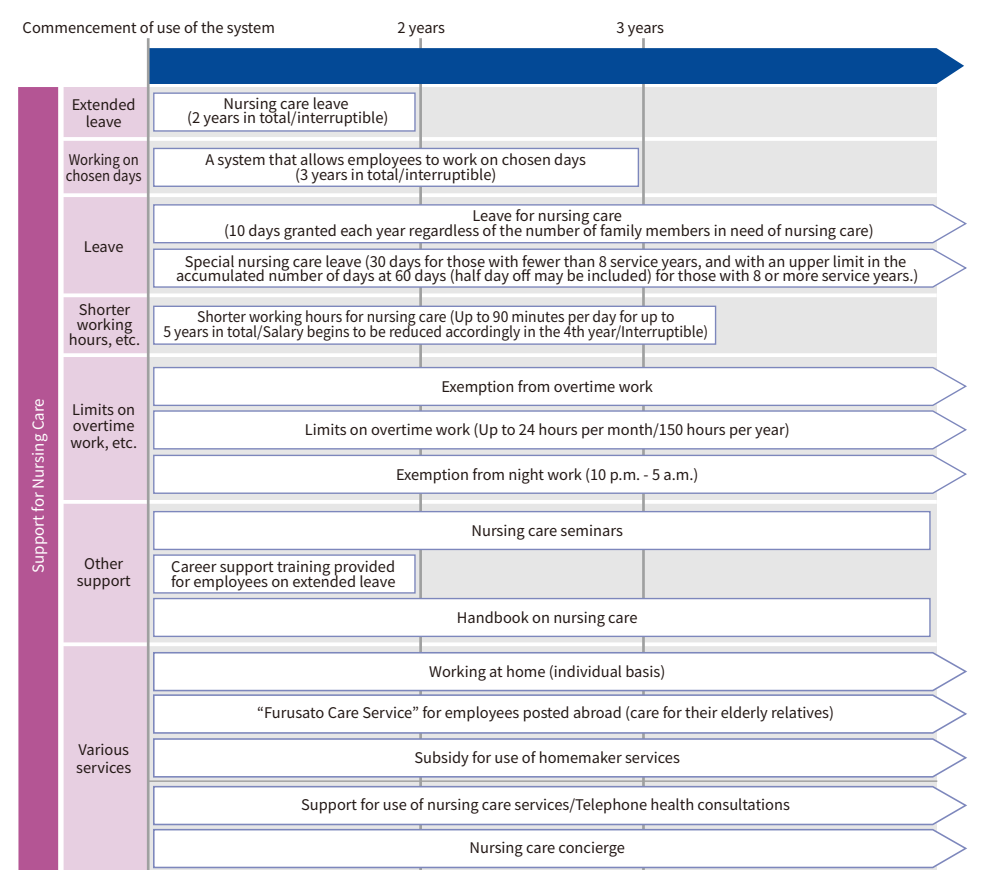 Commencement of use of the system
2 years
3 years
Support for Nursing Care
Extended
leave
Nursing care leave
(2 years in total/interruptible)
Working on
chosen days
A system that allows employees to work on chosen days
(3 years in total/interruptible)
Leave
Leave for nursing care
(10 days granted each year regardless of the number of family members in need of nursing care)
Special nursing care leave (30 days for those with fewer than 8 service years, and with an upper limit in the
accumulated number of days at 60 days (half day off may be included) for those with 8 or more service years.)
Shorter
working
hours, etc.
Shorter working hours for nursing care (Up to 90 minutes per day for up to
5 years in total/Salary begins to be reduced accordingly in the 4th year/Interruptible)
Limits on
overtime
work, etc.
Exemption from overtime work
Limits on overtime work (Up to 24 hours per month/150 hours per year)
Exemption from night work (10 p.m. - 5 a.m.)
Other
support
Nursing care seminars
Career support training provided
for employees on extended leave
Handbook on nursing care
Various
services
Working at home (individual basis)
“Furusato Care Service” for employees posted abroad (care for their elderly relatives)
Subsidy for use of homemaker services
Support for use of nursing care services/Telephone health consultations
Nursing care concierge